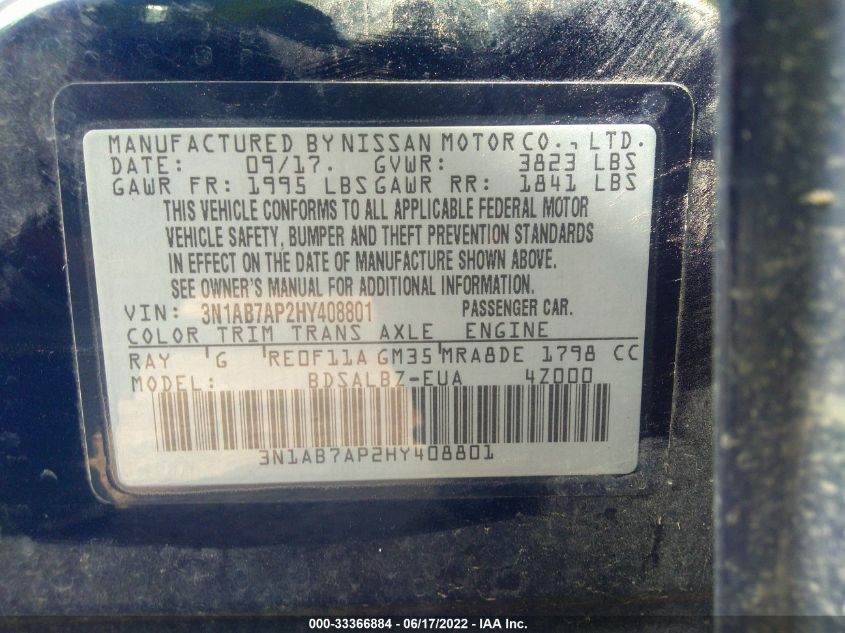 MANUFACTURED BY NISSAN MOTOR CO., LTD.
DATE: 09/17. GVWR: 3823 LBS
GAWR FR: 1995 LBS GAWR RR: 1841 LBS
THIS VEHICLE CONFORMS TO ALL APPLICABLE FEDERAL MOTOR
VEHICLE SAFETY, BUMPER AND THEFT PREVENTION STANDARDS
IN EFFECT ON THE DATE OF MANUFACTURE SHOWN ABOVE.
SEE OWNER'S MANUAL FOR ADDITIONAL INFORMATION.
VIN: 3N1AB7AP2HY408801 PASSENGER CAR.
COLOR TRIM TRANS AXLE ENGINE
RAY G RE0F11A GM35 MRA8DE 1798 CC
MODEL: BDSALBZ-EUA 4Z000
3N1AB7AP2HY408801
000-33366884 - 06/17/2022 - IAA Inc.